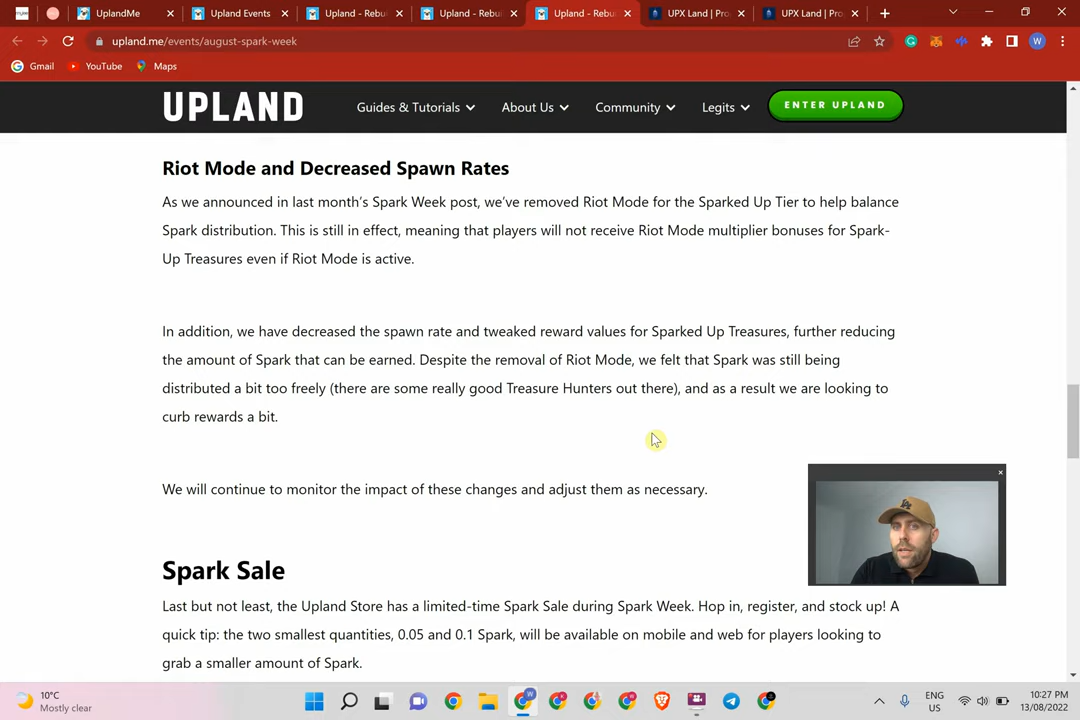 UplandMe
Upland Events
Upland - Rebu
Upland - Rebu
Upland - Rebu
UPX Land | Pro
UPX Land | Pro
upland.me/events/august-spark-week
W
Gmail
YouTube
Maps
UPLAND
Guides & Tutorials
About Us
Community
Legits
ENTER UPLAND
Riot Mode and Decreased Spawn Rates
As we announced in last month's Spark Week post, we've removed Riot Mode for the Sparked Up Tier to help balance
Spark distribution. This is still in effect, meaning that players will not receive Riot Mode multiplier bonuses for Spark-
Up Treasures even if Riot Mode is active.
In addition, we have decreased the spawn rate and tweaked reward values for Sparked Up Treasures, further reducing
the amount of Spark that can be earned. Despite the removal of Riot Mode, we felt that Spark was still being
distributed a bit too freely (there are some really good Treasure Hunters out there), and as a result we are looking to
curb rewards a bit.
We will continue to monitor the impact of these changes and adjust them as necessary.
Spark Sale
Last but not least, the Upland Store has a limited-time Spark Sale during Spark Week. Hop in, register, and stock up! A
quick tip: the two smallest quantities, 0.05 and 0.1 Spark, will be available on mobile and web for players looking to
grab a smaller amount of Spark.
10°C
Mostly clear
ENG
US
10:27 PM
13/08/2022